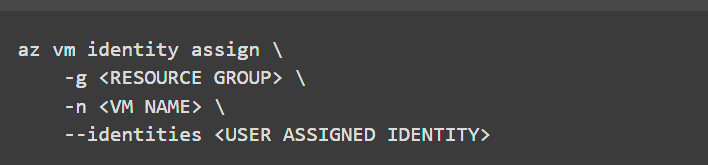 az vm identity assign \
    -g <RESOURCE GROUP> \
    -n <VM NAME> \
    --identities <USER ASSIGNED IDENTITY>